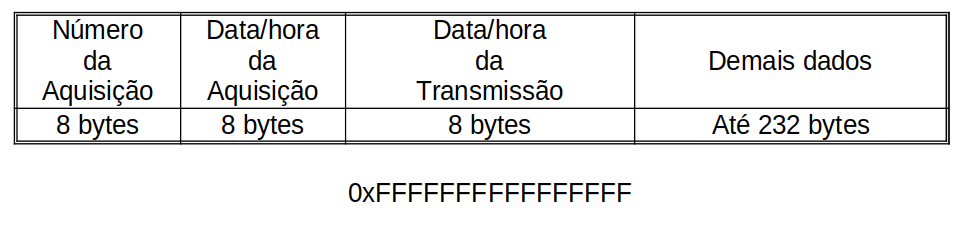 Número
da
Aquisição
Data/hora
da
Aquisição
Data/hora
da
Transmissão
Demais dados
8 bytes
8 bytes
8 bytes
Até 232 bytes
0xFFFFFFFFFFFFFFFF